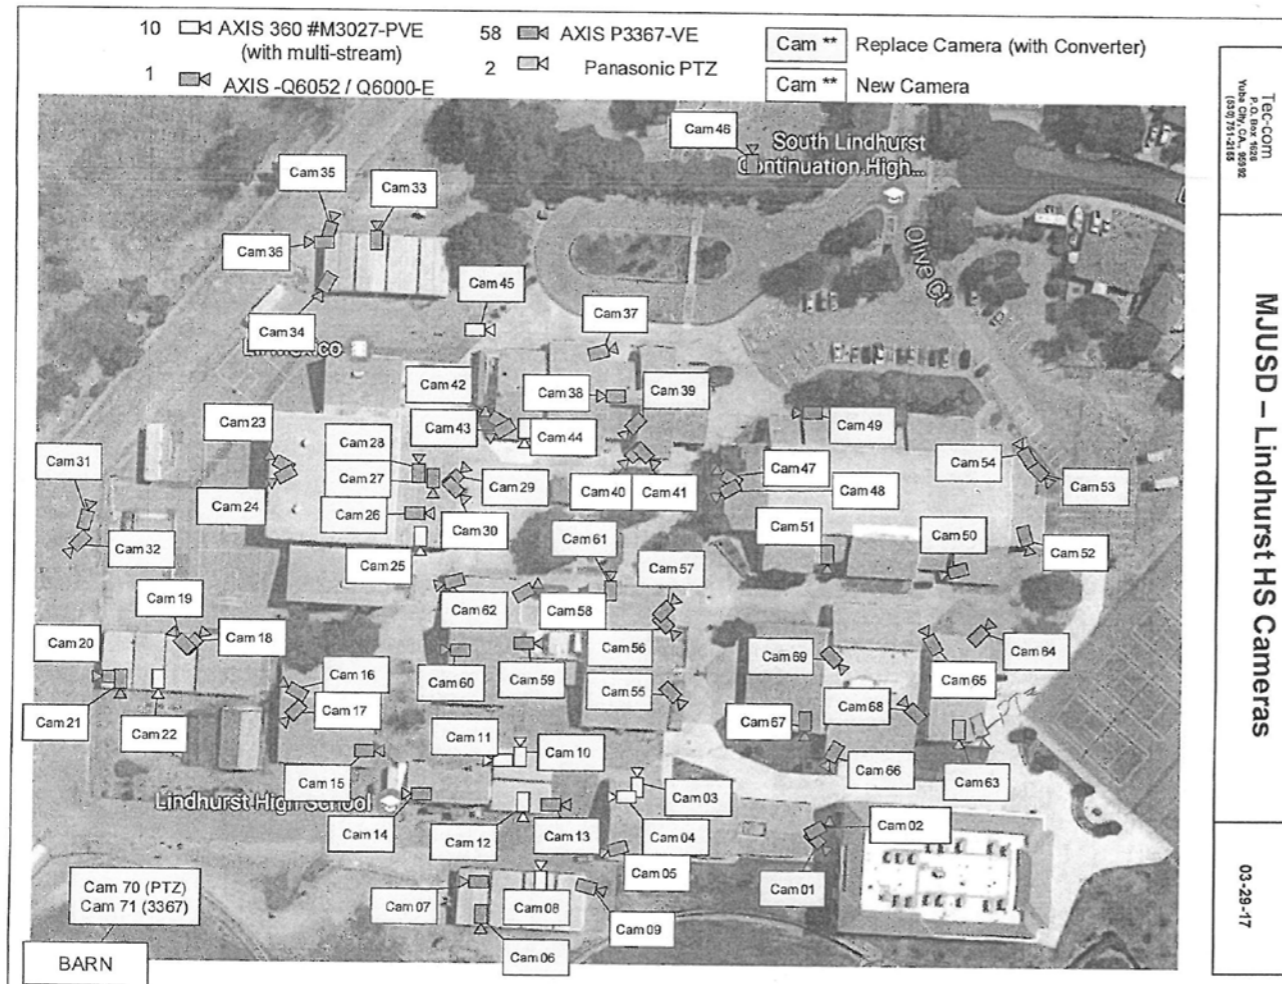 10 AXIS 360 #M3027-PVE
(with multi-stream)
1 AXIS -Q6052 / Q6000-E
58 AXIS P3367-VE
2 Panasonic PTZ
Cam ** Replace Camera (with Converter)
Cam ** New Camera
Tec-com
P.O. Box 1628
Yuba City, CA., 95992
(530) 751-2155
MJUSD – Lindhurst HS Cameras
03-29-17
Cam 46
South Lindhurst
Continuation High...
Olive Ct
Cam 35
Cam 33
Cam 36
Cam 34
Cam 45
Cam 37
Cam 42
Cam 38
Cam 39
Cam 43
Cam 44
Cam 49
Cam 23
Cam 28
Cam 27
Cam 29
Cam 40
Cam 41
Cam 47
Cam 48
Cam 54
Cam 53
Cam 31
Cam 24
Cam 26
Cam 30
Cam 32
Cam 25
Cam 61
Cam 51
Cam 50
Cam 52
Cam 57
Cam 62
Cam 58
Cam 19
Cam 18
Cam 20
Cam 56
Cam 69
Cam 64
Cam 60
Cam 59
Cam 16
Cam 55
Cam 65
Cam 17
Cam 21
Cam 22
Cam 67
Cam 68
Cam 11
Cam 10
Cam 15
Cam 66
Cam 63
Lindhurst High School
Cam 03
Cam 14
Cam 12
Cam 13
Cam 04
Cam 02
Cam 05
Cam 01
Cam 70 (PTZ)
Cam 71 (3367)
Cam 07
Cam 08
Cam 09
Cam 06
BARN